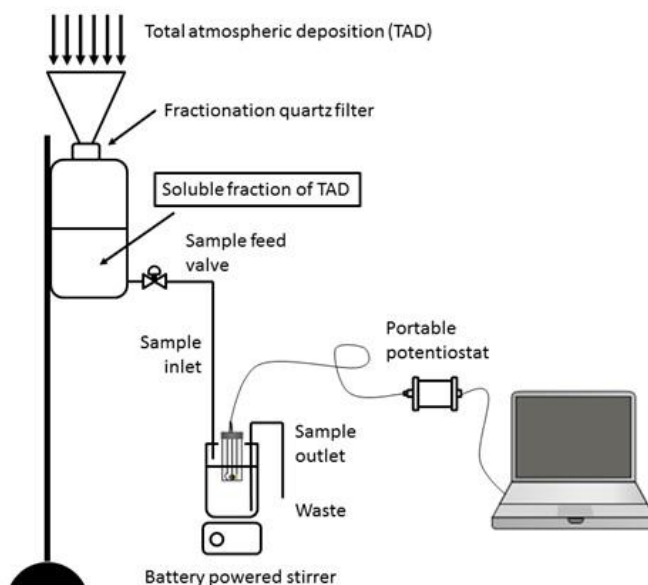 Total atmospheric deposition (TAD)
Fractionation quartz filter
Soluble fraction of TAD
Sample feed
valve
Sample
inlet
Portable
potentiostat
Sample
outlet
Waste
Battery powered stirrer